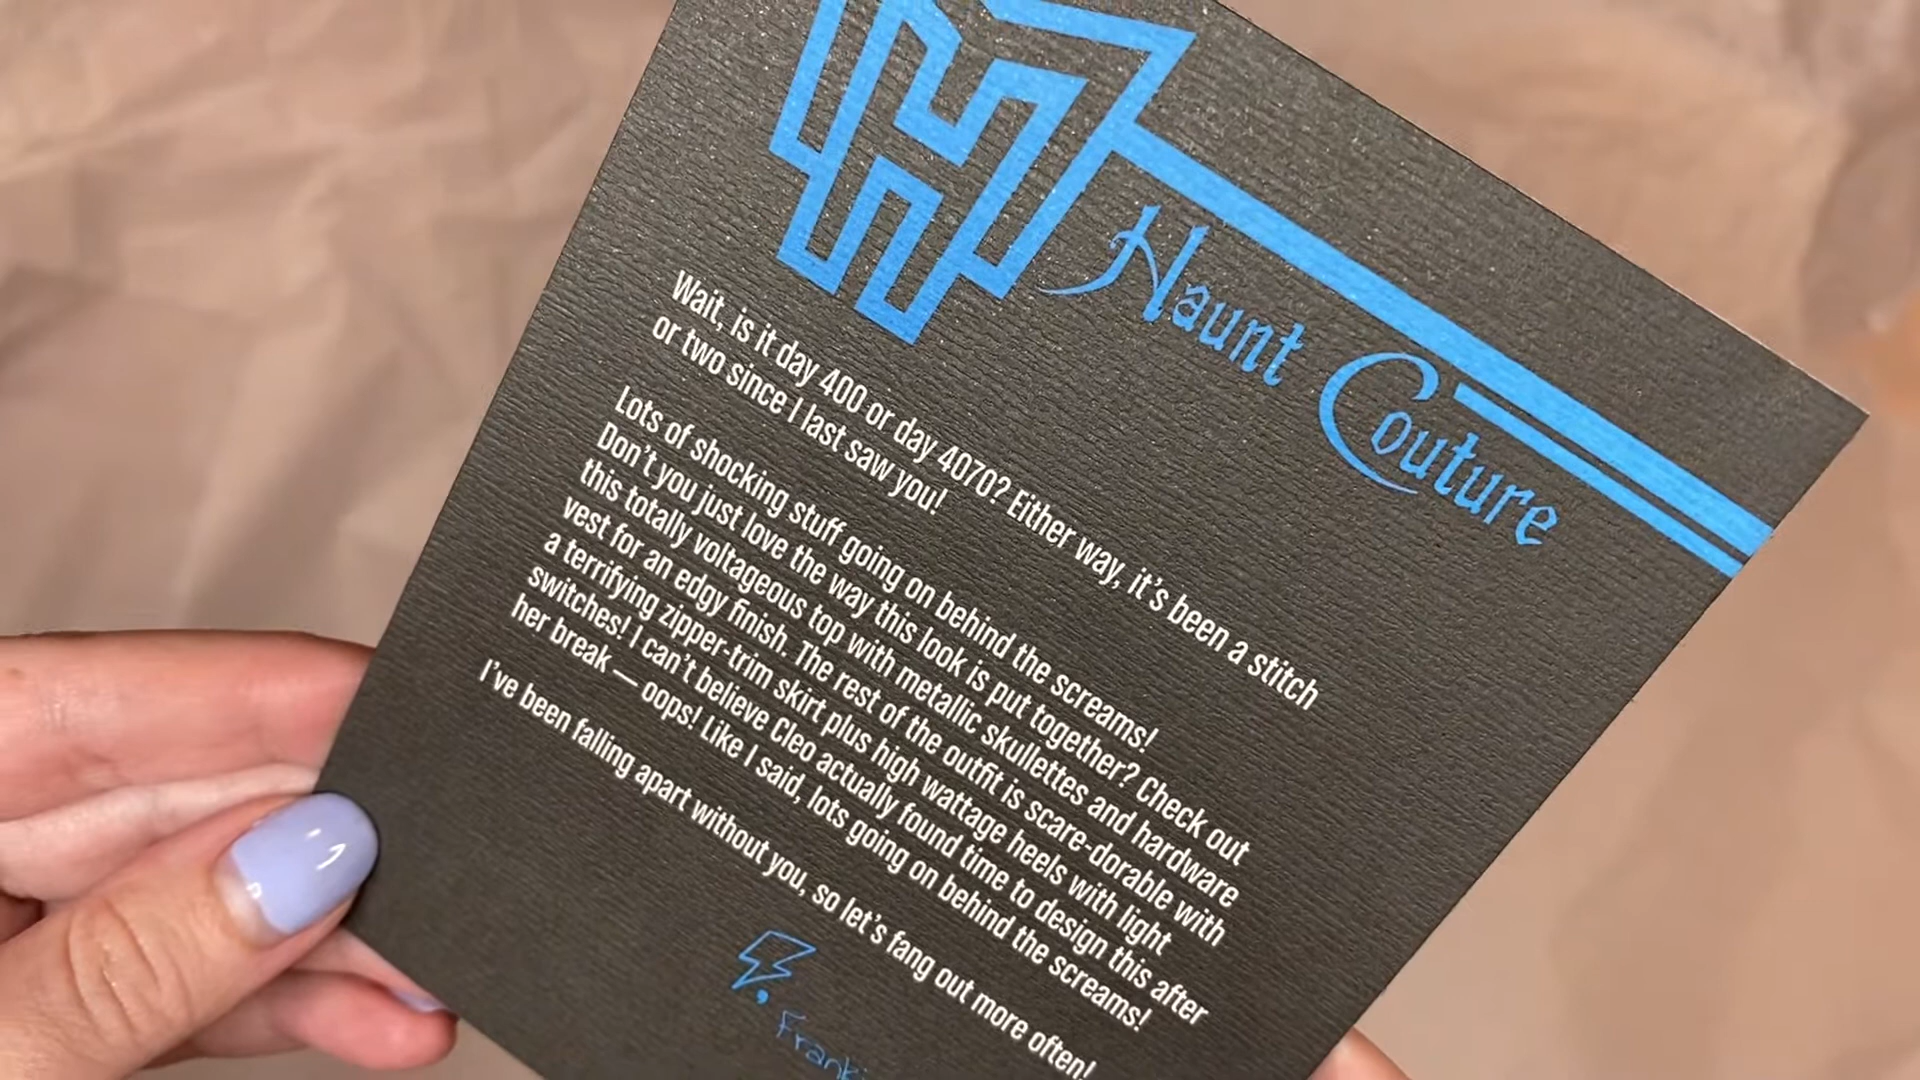 Haunt Couture
Wait, is it day 400 or day 4070? Either way, it's been a stitch
or two since I last saw you!
Lots of shocking stuff going on behind the screams!
Don't you just love the way this look is put together? Check out
this totally voltageous top with metallic skullettes and hardware
vest for an edgy finish. The rest of the outfit is scare-dorable with
a terrifying zipper-trim skirt plus high wattage heels with light
switches! I can't believe Cleo actually found time to design this after
her break — oops! Like I said, lots going on behind the screams!
I've been falling apart without you, so let's fang out more often!